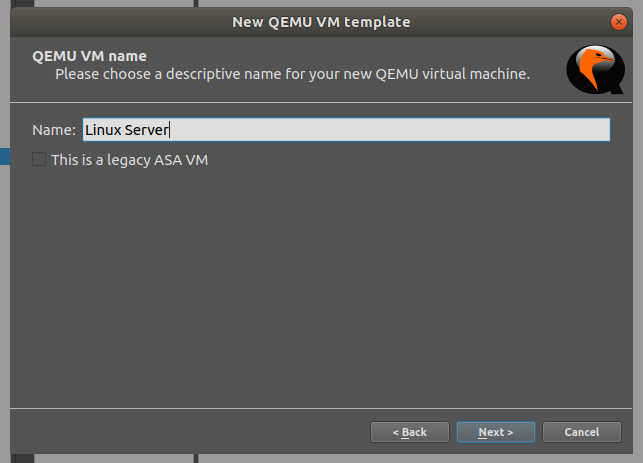 New QEMU VM template
QEMU VM name
Please choose a descriptive name for your new QEMU virtual machine.
Name: Linux Server
This is a legacy ASA VM
< Back Next > Cancel